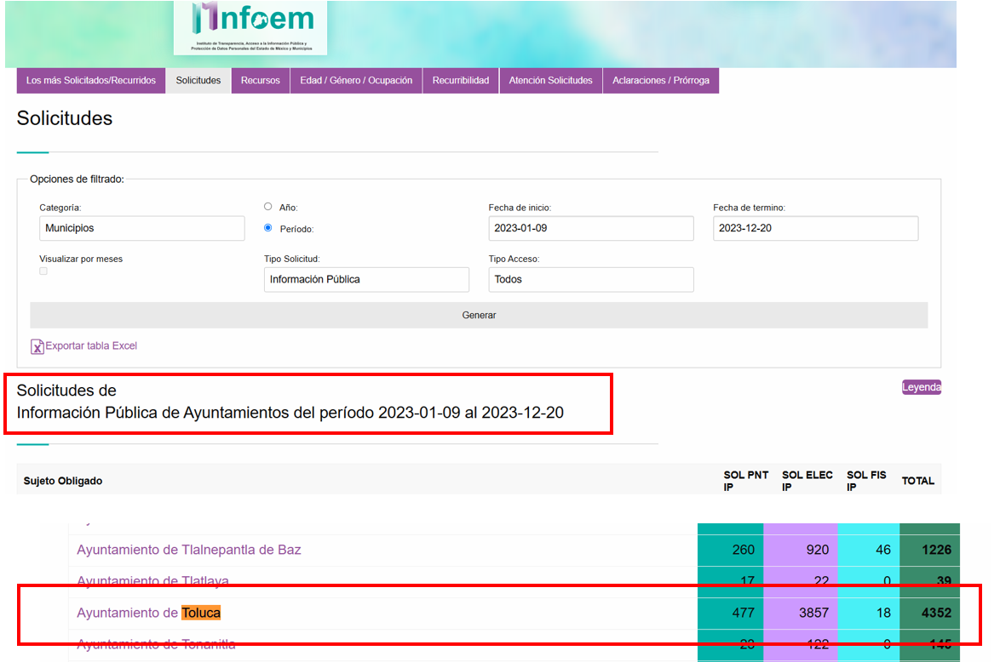 Infoem
Instituto de Transparencia, Acceso a la Información Pública y
Protección de Datos Personales del Estado de México y Municipios
Los más Solicitados/Recurridos Solicitudes Recursos Edad / Género / Ocupación Recurribilidad Atención Solicitudes Aclaraciones / Prórroga
Solicitudes
Opciones de filtrado:
Categoría: Año: Fecha de inicio: Fecha de termino:
Municipios Período: 2023-01-09 2023-12-20
Visualizar por meses Tipo Solicitud: Tipo Acceso:
Información Pública Todos
Generar
Exportar tabla Excel
Solicitudes de Leyenda
Información Pública de Ayuntamientos del período 2023-01-09 al 2023-12-20
Sujeto Obligado SOL PNT IP SOL ELEC IP SOL FIS IP TOTAL
Ayuntamiento de Tlalnepantla de Baz 260 920 46 1226
Ayuntamiento de Tlatlaya 17 22 0 39
Ayuntamiento de Toluca 477 3857 18 4352
Ayuntamiento de Tonanitla 23 122 0 145